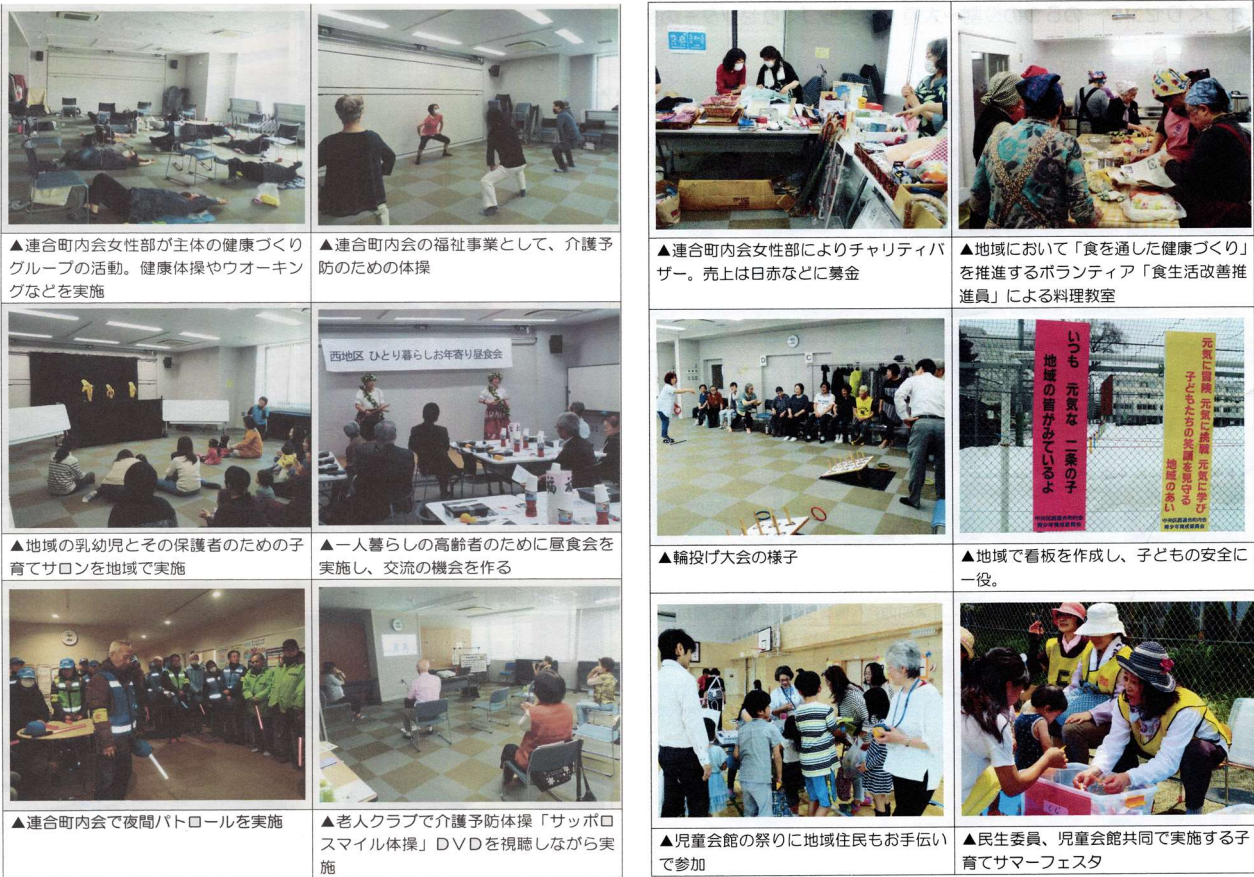 ▲連合町内会女性部が主体の健康づくり
グループの活動。健康体操やウオーキン
グなどを実施
▲連合町内会の福祉事業として、介護予
防のための体操
西地区 ひとり暮らしお年寄り昼食会
▲地域の乳幼児とその保護者のための子
育てサロンを地域で実施
▲一人暮らしの高齢者のために昼食会を
実施し、交流の機会を作る
▲連合町内会で夜間パトロールを実施
▲老人クラブで介護予防体操「サッポロ
スマイル体操」DVDを視聴しながら実
施
▲連合町内会女性部によりチャリティバ
ザー。売上は日赤などに募金
▲地域において「食を通した健康づくり」
を推進するボランティア「食生活改善推
進員」による料理教室
D
C
いつも 元気な 二条の子
地域の皆がみているよ
元気に冒険 元気に挑戦 元気に学び
子どもたちの笑顔を見守る
地域のあい
▲輪投げ大会の様子
▲地域で看板を作成し、子どもの安全に
一役。
▲児童会館の祭りに地域住民もお手伝い
で参加
▲民生委員、児童会館共同で実施する子
育てサマーフェスタ